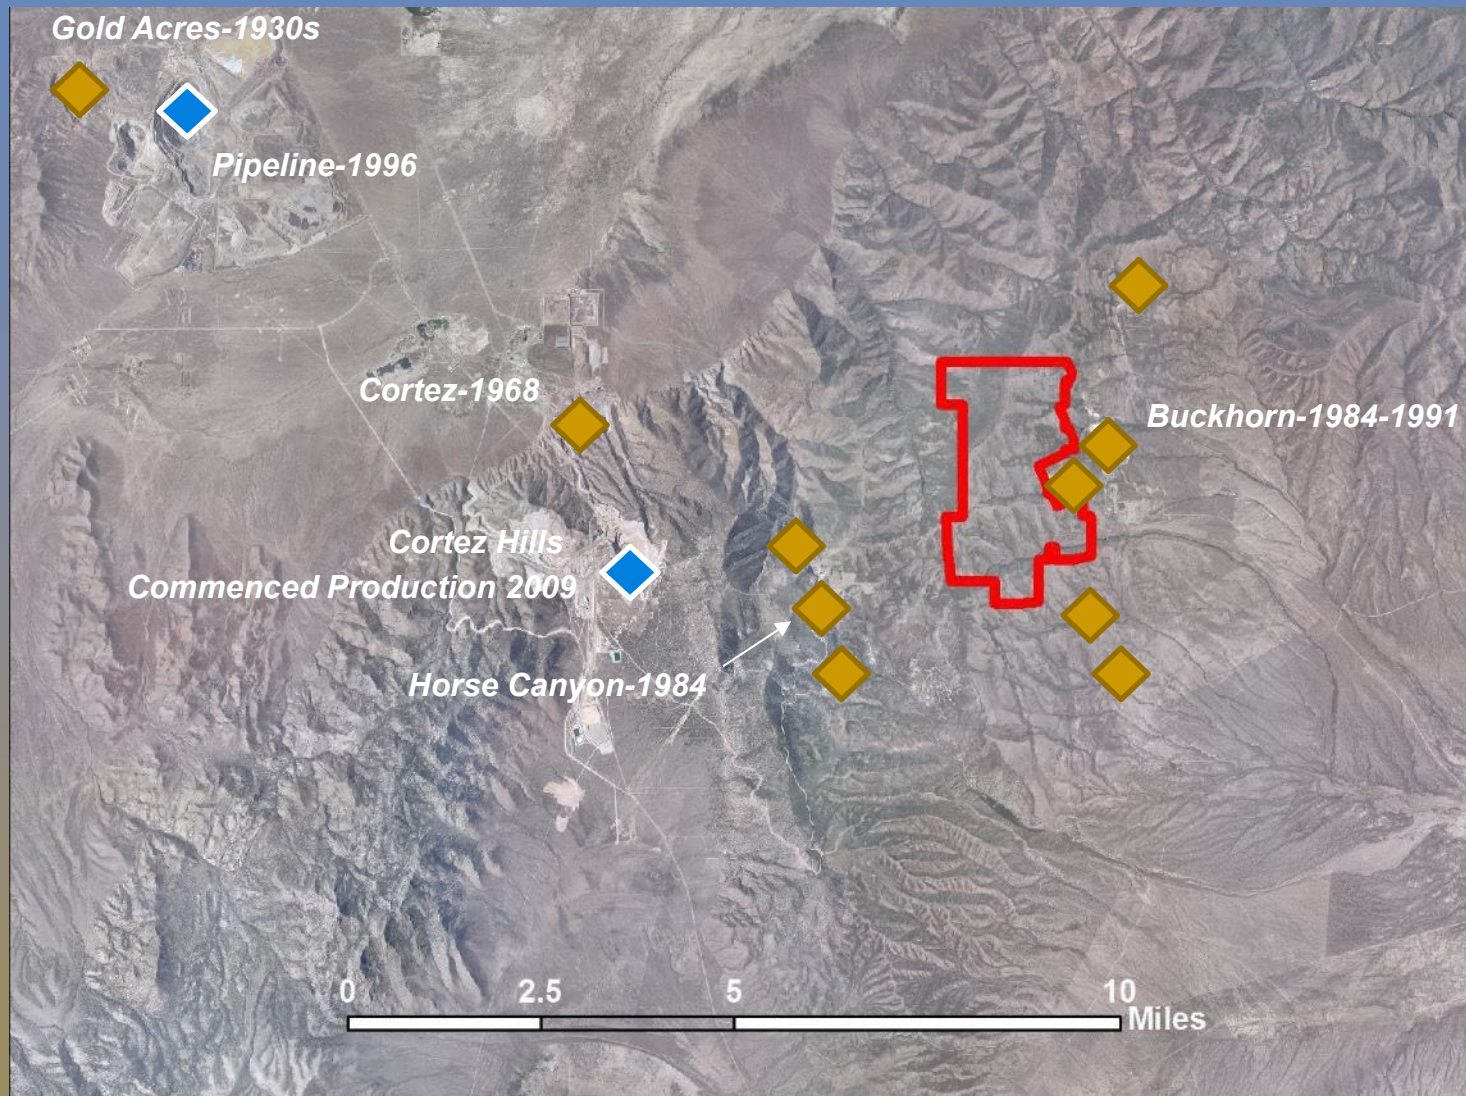 Gold Acres-1930s
Pipeline-1996
Cortez-1968
Buckhorn-1984-1991
Cortez Hills
Commenced Production 2009
Horse Canyon-1984
0 2.5 5 10
Miles